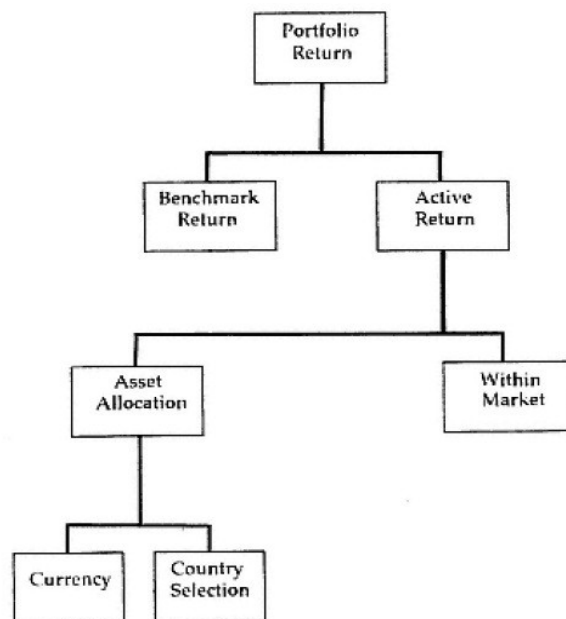 Portfolio
Return
Benchmark
Return
Active
Return
Asset
Allocation
Within
Market
Currency
Country
Selection